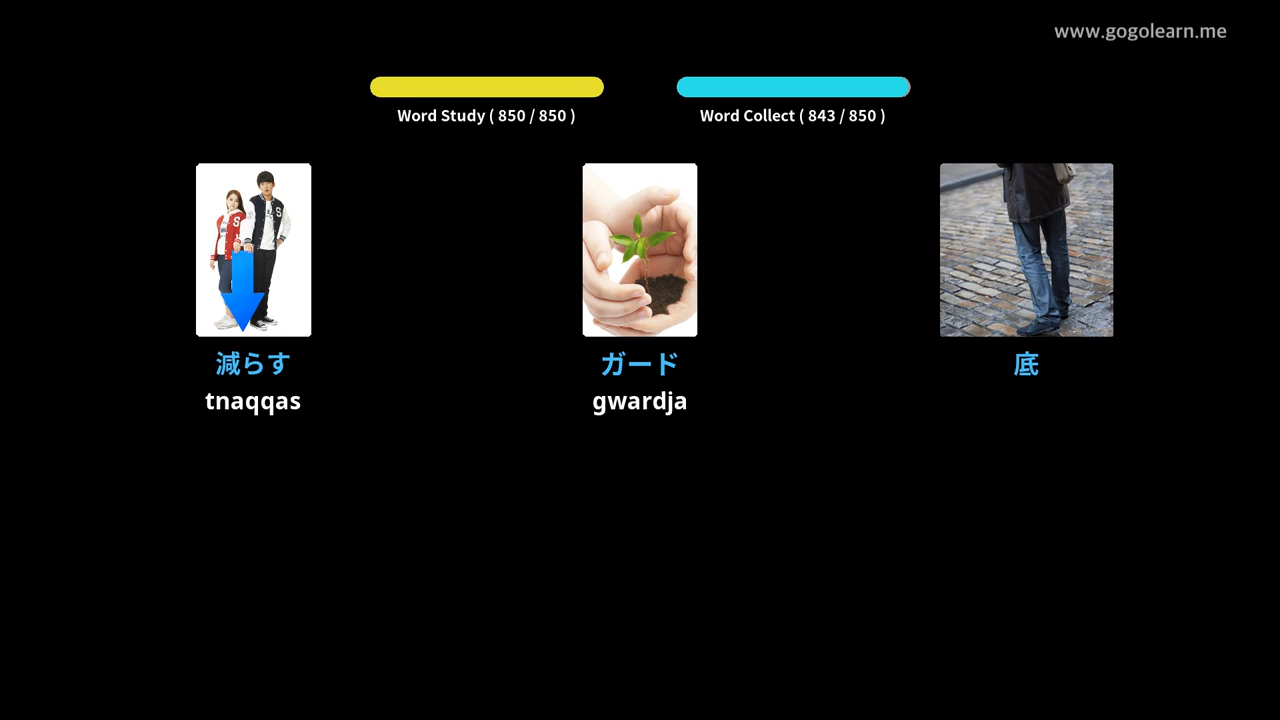 www.gogolearn.me
Word Study ( 850 / 850 )
Word Collect ( 843 / 850 )
減らす
ガード
底
tnaqqas
gwardja